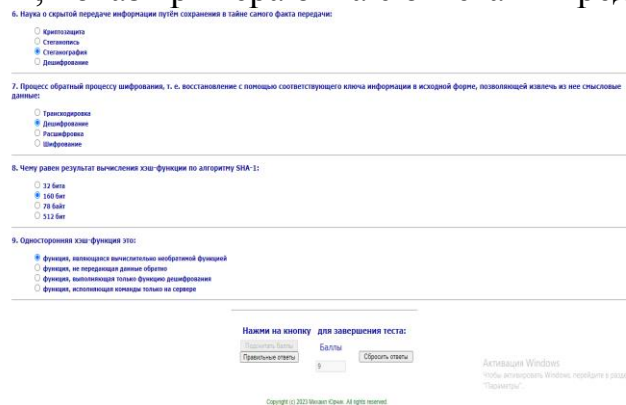 6. Наука о скрытой передаче информации путём сохранения в тайне самого факта передачи:
Криптозащита
Стеганопись
Стеганография
Дешифрование
7. Процесс обратный процессу шифрования, т. е. восстановление с помощью соответствующего ключа информации в исходной форме, позволяющей извлечь из нее смысловые
данные:
Транскодировка
Дешифрование
Расшифровка
Шифрование
8. Чему равен результат вычисления хэш-функции по алгоритму SHA-1:
32 бита
160 бит
78 байт
512 бит
9. Односторонняя хэш-функция это:
функция, являющаяся вычислительно необратимой функцией
функция, не передающая данные обратно
функция, выполняющая только функцию дешифрования
функция, исполняющая команды только на сервере
Нажми на кнопку для завершения теста:
Подсчитать баллы Баллы
Правильные ответы 9 Сбросить ответы
Активация Windows
Чтобы активировать Windows, перейдите в разде
"Параметры".
Copyright (c) 2023 All rights reserved.